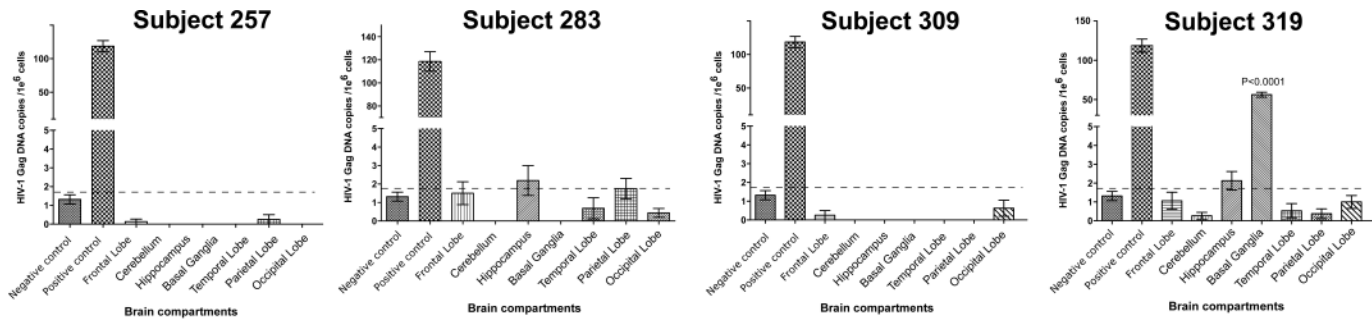 Subject 257
HIV-1 Gag DNA copies /1e⁶ cells
100
50
5
4
3
2
1
0
Negative control
Positive control
Frontal Lobe
Cerebellum
Hippocampus
Basal Ganglia
Temporal Lobe
Parietal Lobe
Occipital Lobe
Brain compartments
Subject 283
HIV-1 Gag DNA copies /1e⁶ cells
140
120
100
80
60
40
20
5
4
3
2
1
0
Negative control
Positive control
Frontal Lobe
Cerebellum
Hippocampus
Basal Ganglia
Temporal Lobe
Parietal Lobe
Occipital Lobe
Brain compartments
Subject 309
HIV-1 Gag DNA copies /1e⁶ cells
100
50
5
4
3
2
1
0
Negative control
Positive control
Frontal Lobe
Cerebellum
Hippocampus
Basal Ganglia
Temporal Lobe
Parietal Lobe
Occipital Lobe
Brain compartments
Subject 319
HIV-1 Gag DNA copies /1e⁶ cells
150
100
50
5
4
3
2
1
0
P<0.0001
Negative control
Positive control
Frontal Lobe
Cerebellum
Hippocampus
Basal Ganglia
Temporal Lobe
Parietal Lobe
Occipital Lobe
Brain compartments